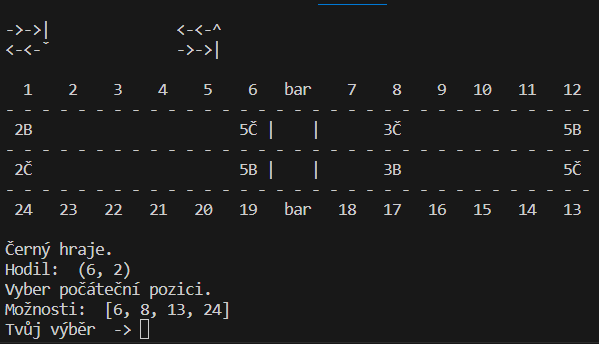 ->->|                 <-<-^
<-<-ˇ                 ->->|
1     2     3     4     5     6   bar    7    8    9   10   11   12
- - - - - - - - - - - - - - - - - - - - - - - - - - - - - - - - -
2B                       5Č |    |       3Č                  5B
- - - - - - - - - - - - - - - - - - - - - - - - - - - - - - - - -
2Č                       5B |    |       3B                  5Č
- - - - - - - - - - - - - - - - - - - - - - - - - - - - - - - - -
24   23   22   21   20   19   bar   18   17   16   15   14   13
Černý hraje.
Hodil:  (6, 2)
Vyber počáteční pozici.
Možnosti:  [6, 8, 13, 24]
Tvůj výběr  ->